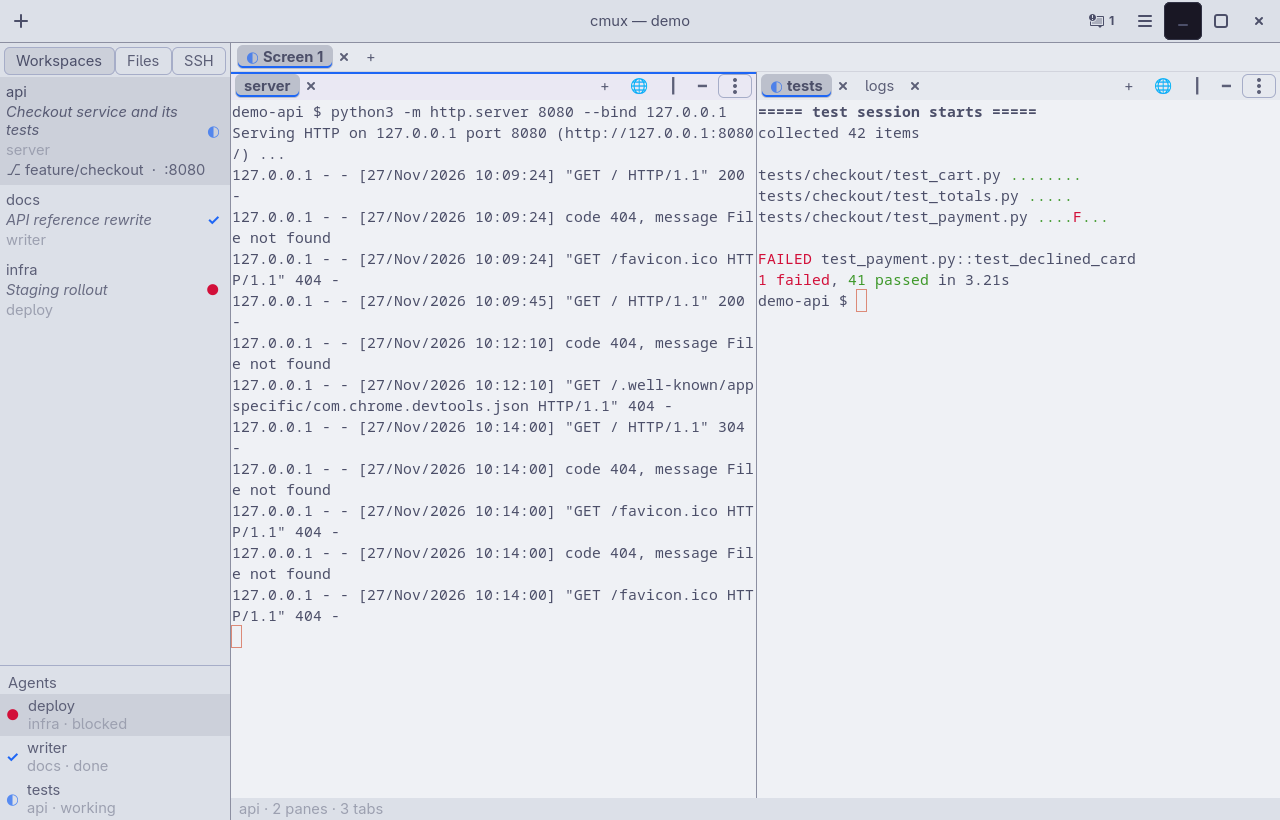 cmux — demo
1
Workspaces
Files
SSH
api
Checkout service and its
tests
server
feature/checkout · :8080
docs
API reference rewrite
writer
infra
Staging rollout
deploy
Agents
deploy
infra · blocked
writer
docs · done
tests
api · working
Screen 1
server
demo-api $ python3 -m http.server 8080 --bind 127.0.0.1
Serving HTTP on 127.0.0.1 port 8080 (http://127.0.0.1:8080
/) ...
127.0.0.1 - - [27/Nov/2026 10:09:24] "GET / HTTP/1.1" 200
-
127.0.0.1 - - [27/Nov/2026 10:09:24] code 404, message Fil
e not found
127.0.0.1 - - [27/Nov/2026 10:09:24] "GET /favicon.ico HTT
P/1.1" 404 -
127.0.0.1 - - [27/Nov/2026 10:09:45] "GET / HTTP/1.1" 200
-
127.0.0.1 - - [27/Nov/2026 10:12:10] code 404, message Fil
e not found
127.0.0.1 - - [27/Nov/2026 10:12:10] "GET /.well-known/app
specific/com.chrome.devtools.json HTTP/1.1" 404 -
127.0.0.1 - - [27/Nov/2026 10:14:00] "GET / HTTP/1.1" 304
-
127.0.0.1 - - [27/Nov/2026 10:14:00] code 404, message Fil
e not found
127.0.0.1 - - [27/Nov/2026 10:14:00] "GET /favicon.ico HTT
P/1.1" 404 -
127.0.0.1 - - [27/Nov/2026 10:14:00] code 404, message Fil
e not found
127.0.0.1 - - [27/Nov/2026 10:14:00] "GET /favicon.ico HTT
P/1.1" 404 -
tests
logs
===== test session starts =====
collected 42 items
tests/checkout/test_cart.py ........
tests/checkout/test_totals.py .....
tests/checkout/test_payment.py ....F...
FAILED test_payment.py::test_declined_card
1 failed, 41 passed in 3.21s
demo-api $
api · 2 panes · 3 tabs